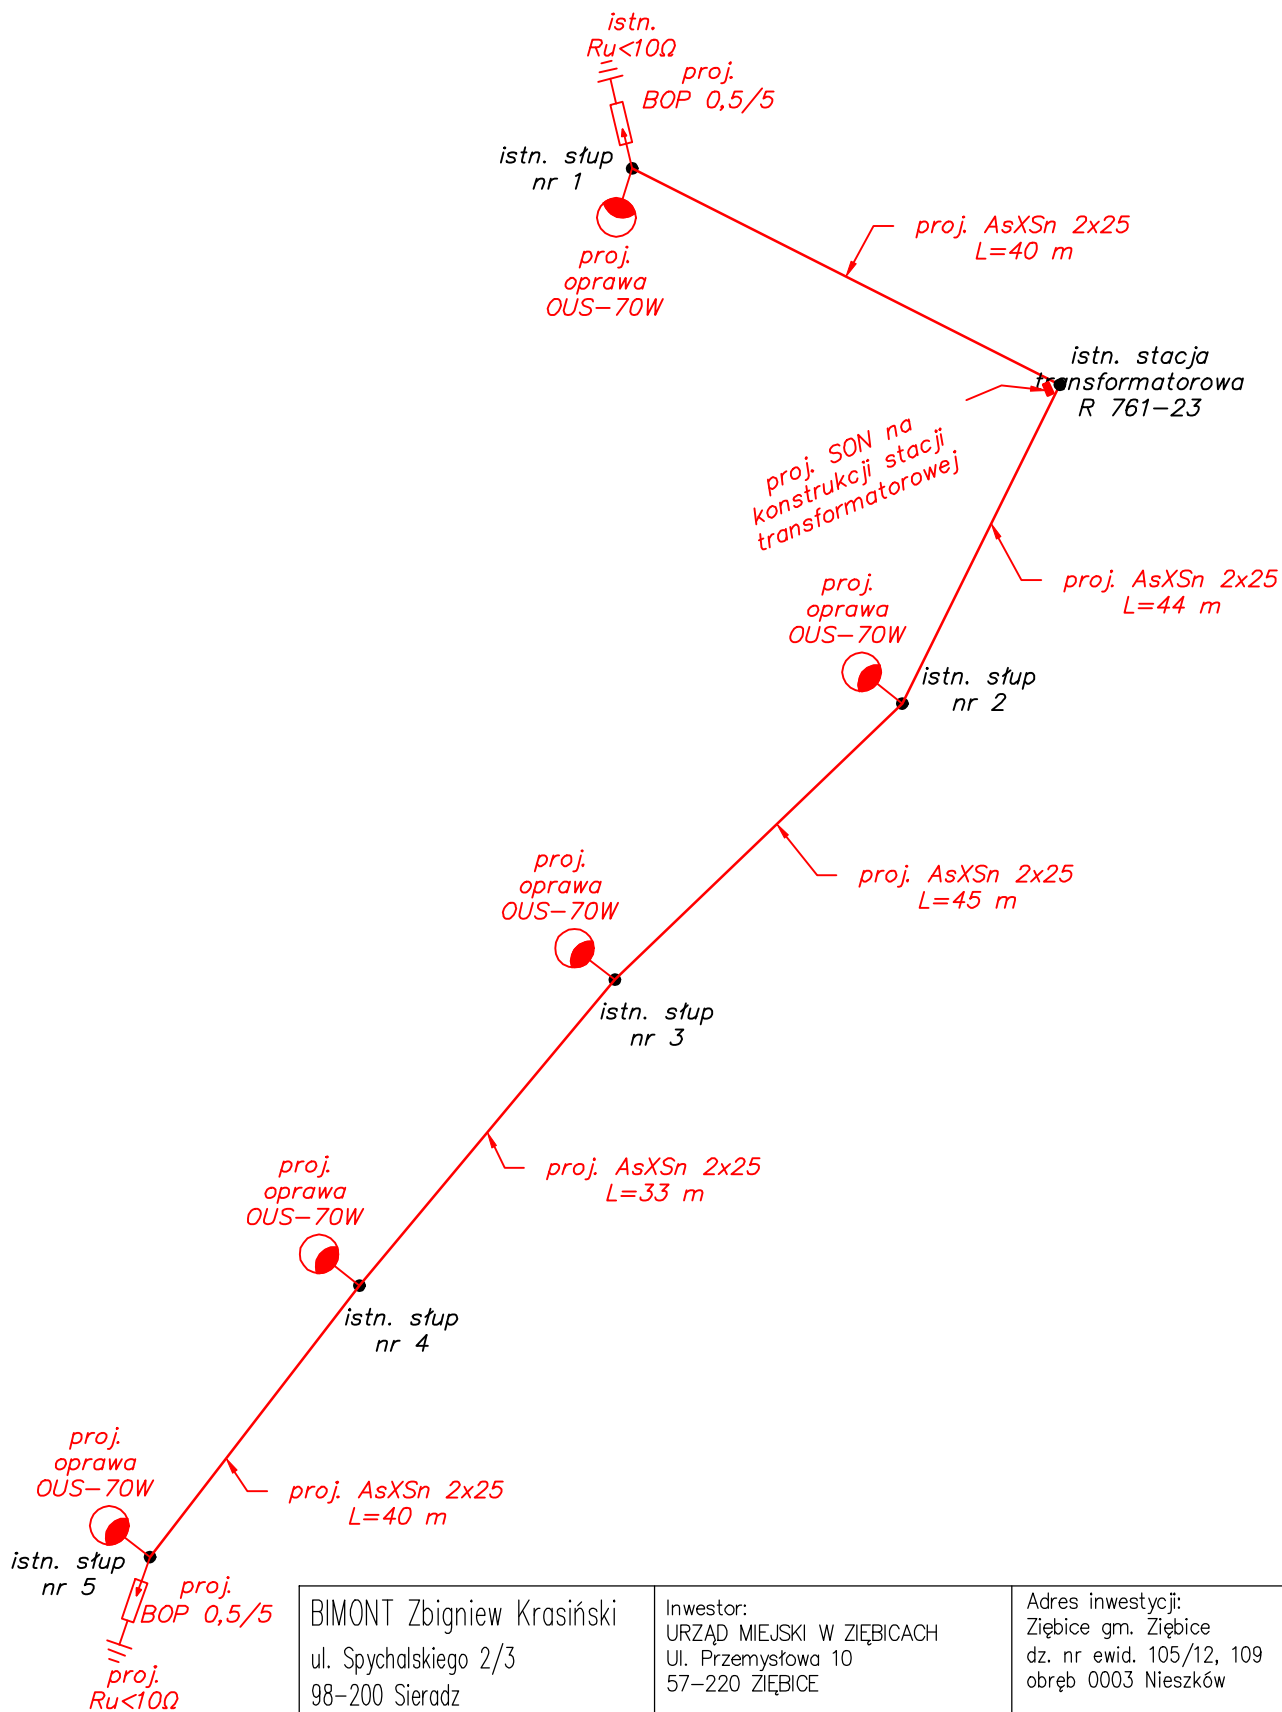 istn.
Ru<10Ω
proj.
BOP 0,5/5
istn. słup
nr 1
proj.
oprawa
OUS-70W
proj. AsXSn 2x25
L=40 m
istn. stacja
transformatorowa
R 761-23
proj. SON na
konstrukcji stacji
transformatorowej
proj. AsXSn 2x25
L=44 m
proj.
oprawa
OUS-70W
istn. słup
nr 2
proj. AsXSn 2x25
L=45 m
proj.
oprawa
OUS-70W
istn. słup
nr 3
proj. AsXSn 2x25
L=33 m
proj.
oprawa
OUS-70W
istn. słup
nr 4
proj. AsXSn 2x25
L=40 m
proj.
oprawa
OUS-70W
istn. słup
nr 5
proj.
BOP 0,5/5
proj.
Ru<10Ω
BIMONT Zbigniew Krasiński
ul. Spychalskiego 2/3
98-200 Sieradz
Inwestor:
URZĄD MIEJSKI W ZIĘBICACH
Ul. Przemysłowa 10
57-220 ZIĘBICE
Adres inwestycji:
Ziębice gm. Ziębice
dz. nr ewid. 105/12, 109
obręb 0003 Nieszków